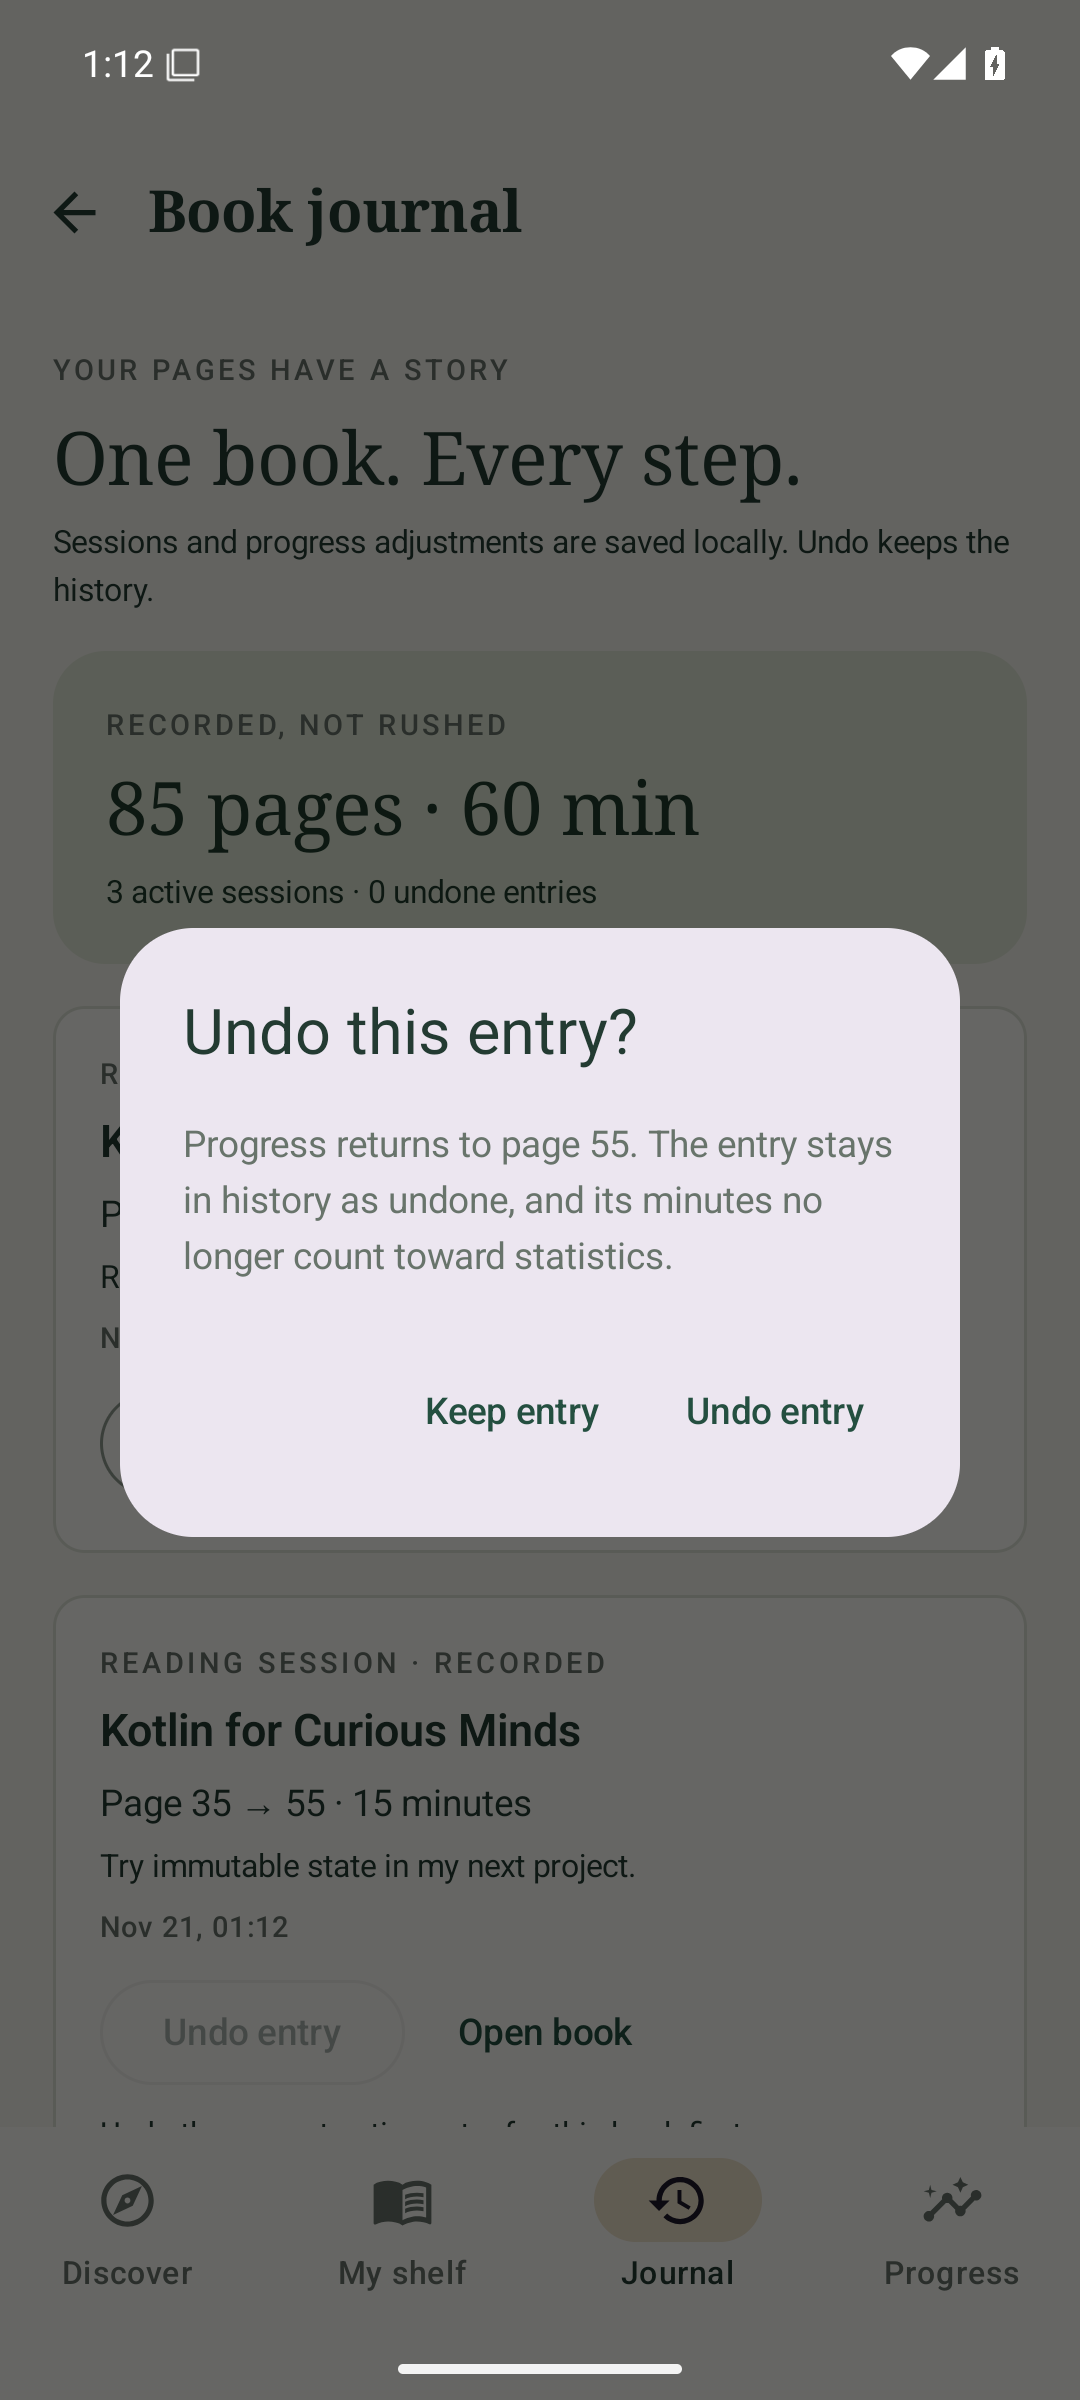 1:12
Book journal
YOUR PAGES HAVE A STORY
One book. Every step.
Sessions and progress adjustments are saved locally. Undo keeps the
history.
RECORDED, NOT RUSHED
85 pages · 60 min
3 active sessions · 0 undone entries
Undo this entry?
Progress returns to page 55. The entry stays
in history as undone, and its minutes no
longer count toward statistics.
Keep entry
Undo entry
READING SESSION · RECORDED
Kotlin for Curious Minds
Page 35 → 55 · 15 minutes
Try immutable state in my next project.
Nov 21, 01:12
Undo entry
Open book
Discover
My shelf
Journal
Progress